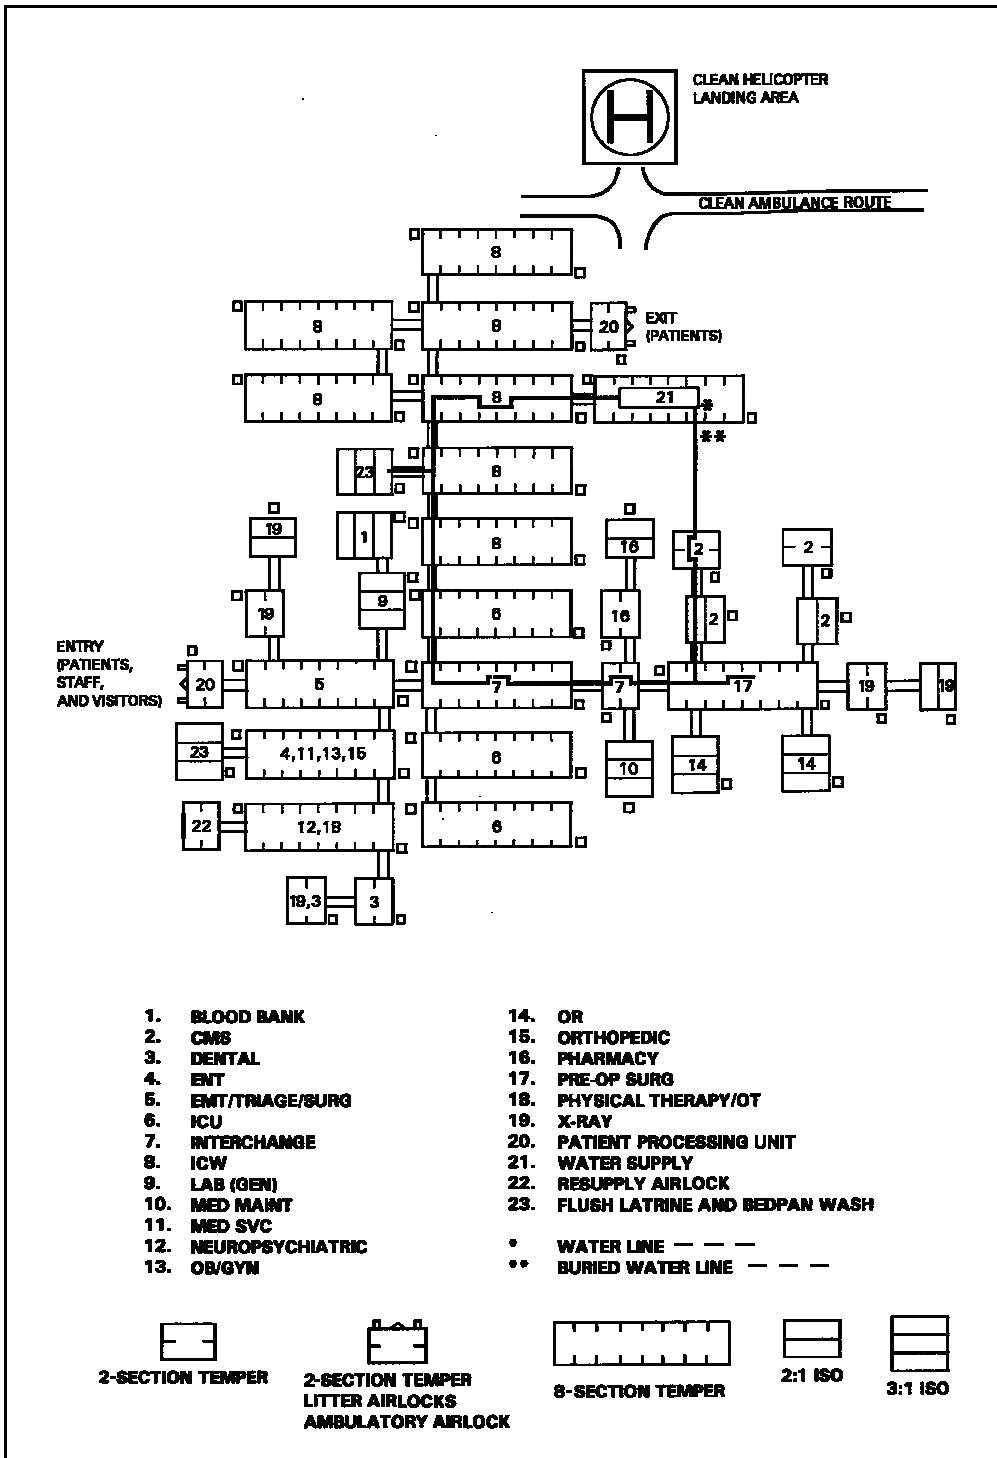 H
CLEAN HELICOPTER
LANDING AREA
CLEAN AMBULANCE ROUTE
8
8
8
20
EXIT
(PATIENTS)
8
8
21
*
**
23
8
19
1
8
16
2
2
19
9
6
16
2
2
ENTRY
(PATIENTS,
STAFF,
AND VISITORS)
20
5
7
7
17
19
19
23
4,11,13,15
6
10
14
14
22
12,18
6
19,3
3
1. BLOOD BANK
2. CMS
3. DENTAL
4. ENT
5. EMT/TRIAGE/SURG
6. ICU
7. INTERCHANGE
8. ICW
9. LAB (GEN)
10. MED MAINT
11. MED SVC
12. NEUROPSYCHIATRIC
13. OB/GYN
14. OR
15. ORTHOPEDIC
16. PHARMACY
17. PRE-OP SURG
18. PHYSICAL THERAPY/OT
19. X-RAY
20. PATIENT PROCESSING UNIT
21. WATER SUPPLY
22. RESUPPLY AIRLOCK
23. FLUSH LATRINE AND BEDPAN WASH
* WATER LINE — — —
** BURIED WATER LINE — — —
2-SECTION TEMPER
2-SECTION TEMPER
LITTER AIRLOCKS
AMBULATORY AIRLOCK
8-SECTION TEMPER
2:1 ISO
3:1 ISO